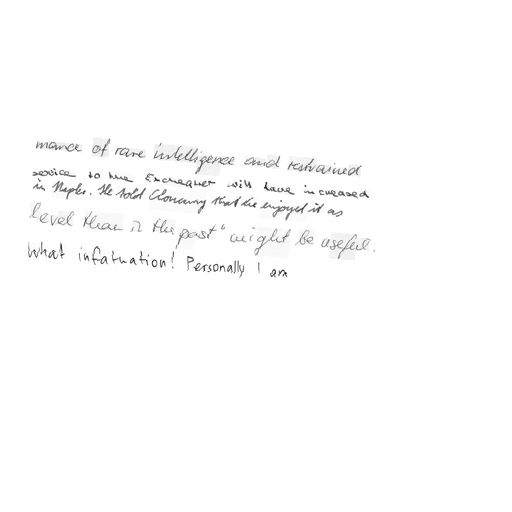 mance of rare intelligence and restrained
service to the Exchequer will have increased
in Naples. He told Clommy that he enjoyed it as
level than in the past" might be useful.
What infatuation! Personally I am